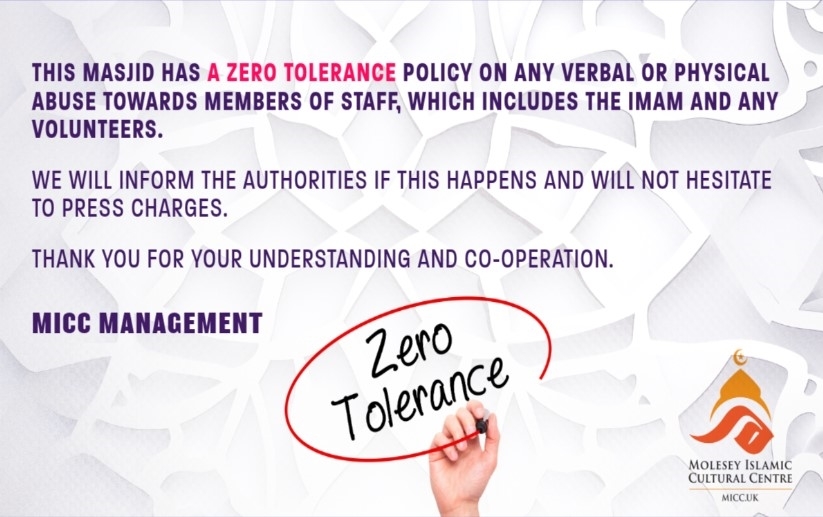 THIS MASJID HAS A ZERO TOLERANCE POLICY ON ANY VERBAL OR PHYSICAL
ABUSE TOWARDS MEMBERS OF STAFF, WHICH INCLUDES THE IMAM AND ANY
VOLUNTEERS.
WE WILL INFORM THE AUTHORITIES IF THIS HAPPENS AND WILL NOT HESITATE
TO PRESS CHARGES.
THANK YOU FOR YOUR UNDERSTANDING AND CO-OPERATION.
MICC MANAGEMENT
Zero
Tolerance
MOLESEY ISLAMIC
CULTURAL CENTRE
MICC.UK